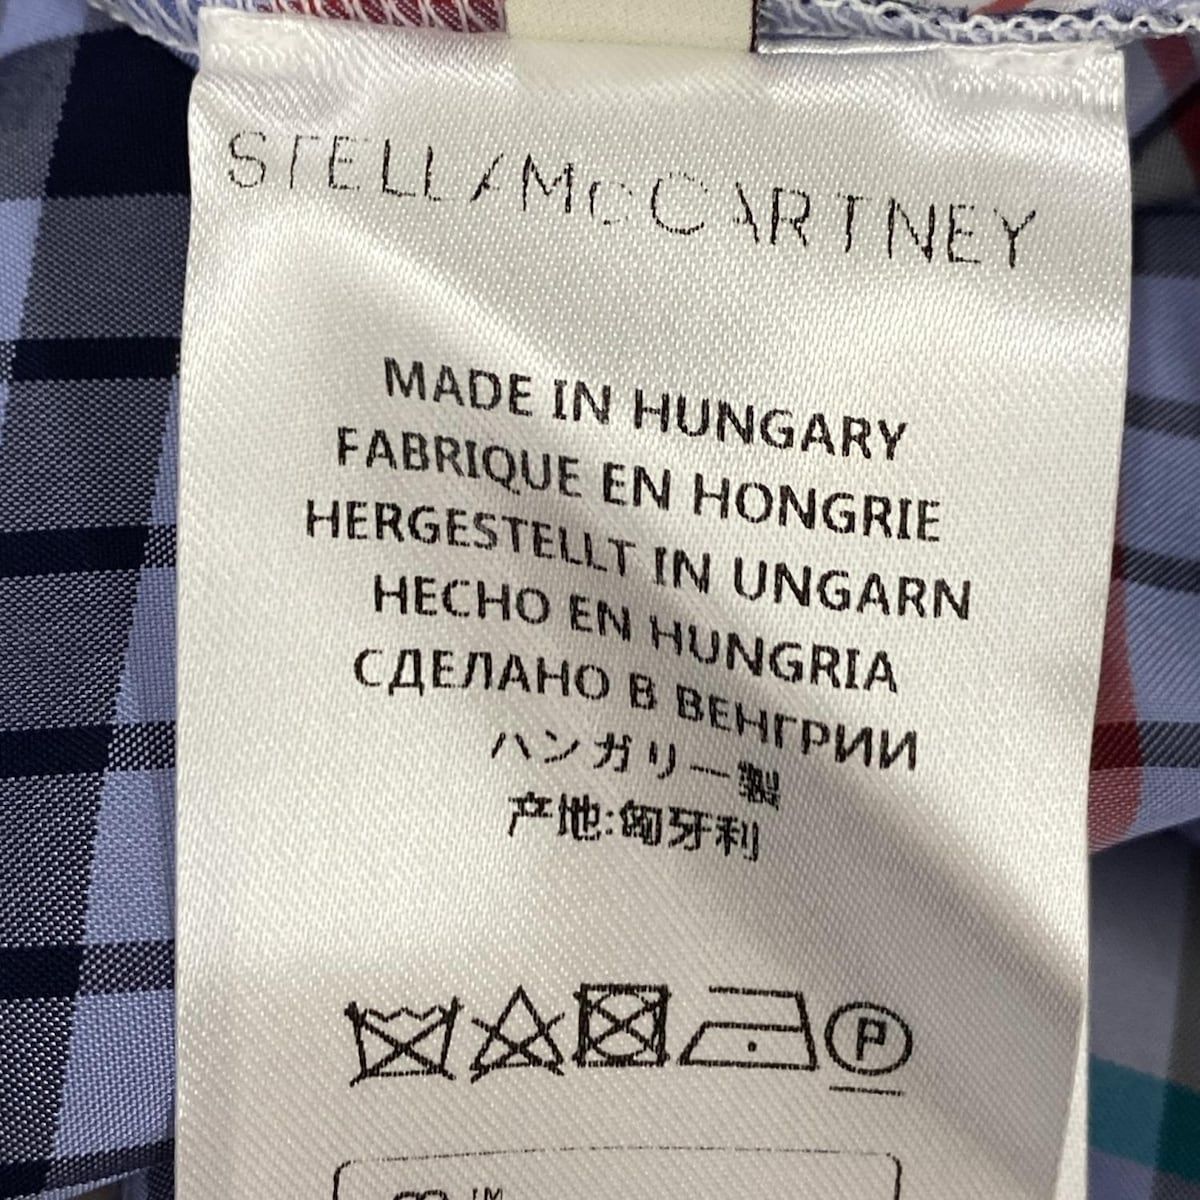 STELLA McCARTNEY
MADE IN HUNGARY
FABRIQUE EN HONGRIE
HERGESTELLT IN UNGARN
HECHO EN HUNGRIA
СДЕЛАНО В ВЕНГРИИ
ハンガリー製
产地:匈牙利
P
TM